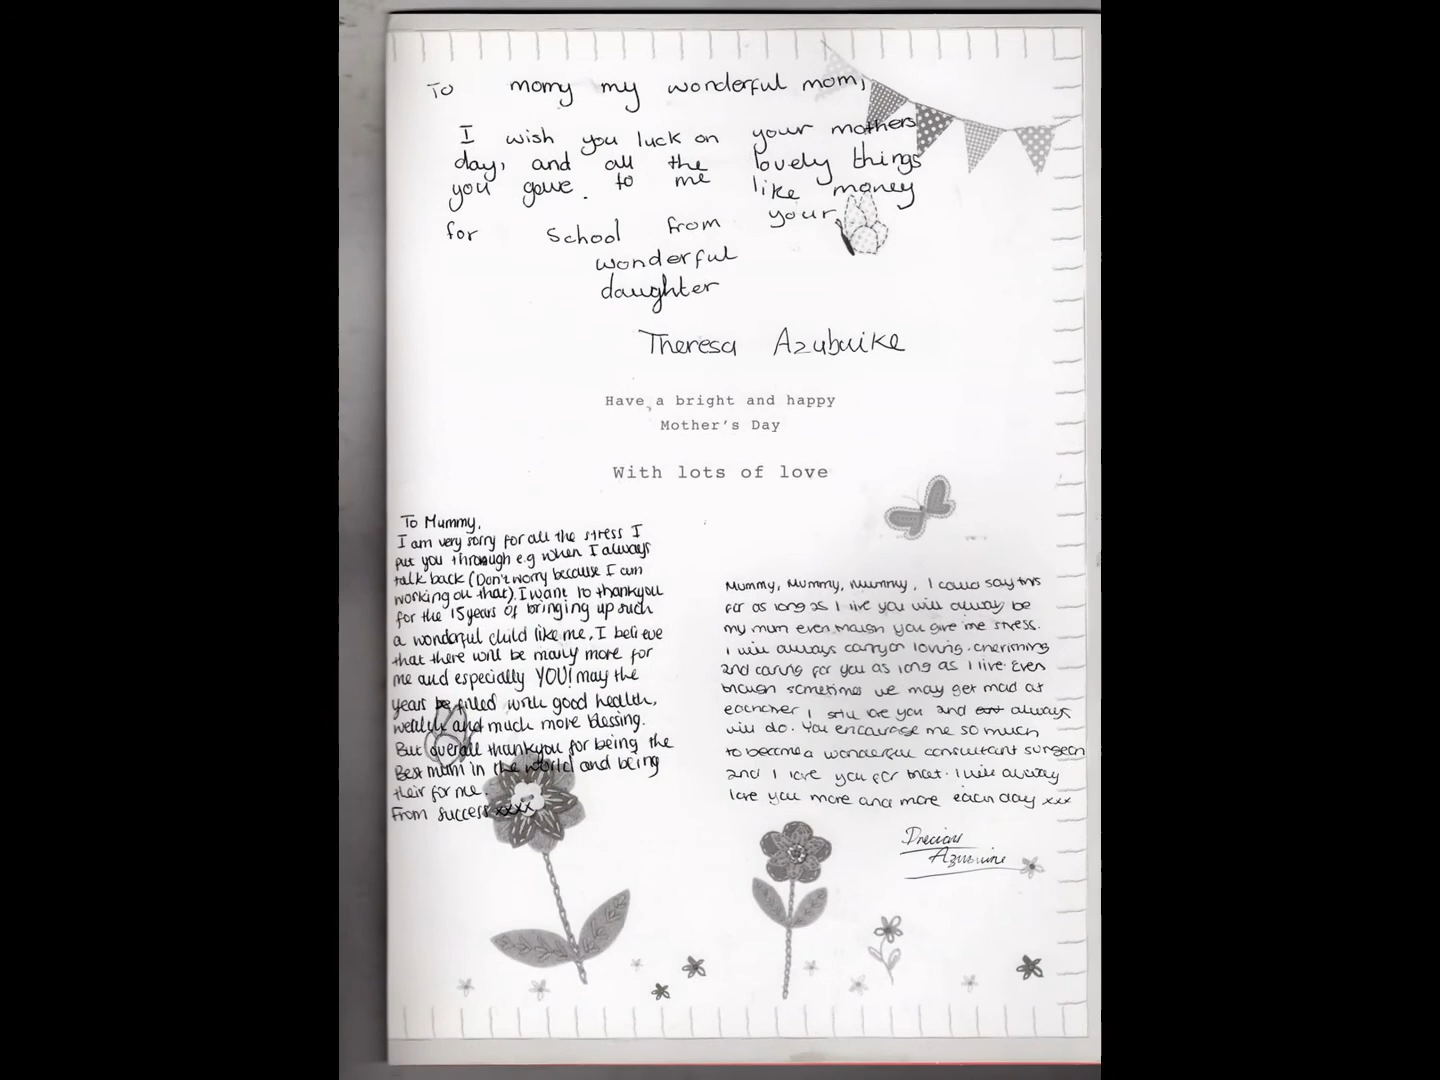 To momy my wonderful mom,
I wish you luck on your mothers
day, and all the lovely things
you gave. to me like money
for school from your
wonderful
daughter
Theresa Azubuike
Have, a bright and happy
Mother's Day
With lots of love
To Mummy,
I am very sorry for all the stress I
put you through e.g when I always
talk back (Don't worry because I am
working on that). I want to thankyou
for the 15 years of bringing up such
a wonderful child like me, I believe
that there will be many more for
me and especially YOU! may the
years be filled with good health,
wealth and much more blessing.
But overall thankyou for being the
Best mum in the world and being
their for me.
From success xxxx
Mummy, Mummy, Mummy, I could say this
for as long as I live you will alway be
my mum even though you give me stress.
I will always carryon loving, cherishing
and caring for you as long as I live. Even
though sometimes we may get mad at
eachother I still love you and always
will do. You encourage me so much
to become a wonderful consultant surgeon
and I love you for that. I will alway
love you more and more each day xxx
Precious
Azubuike